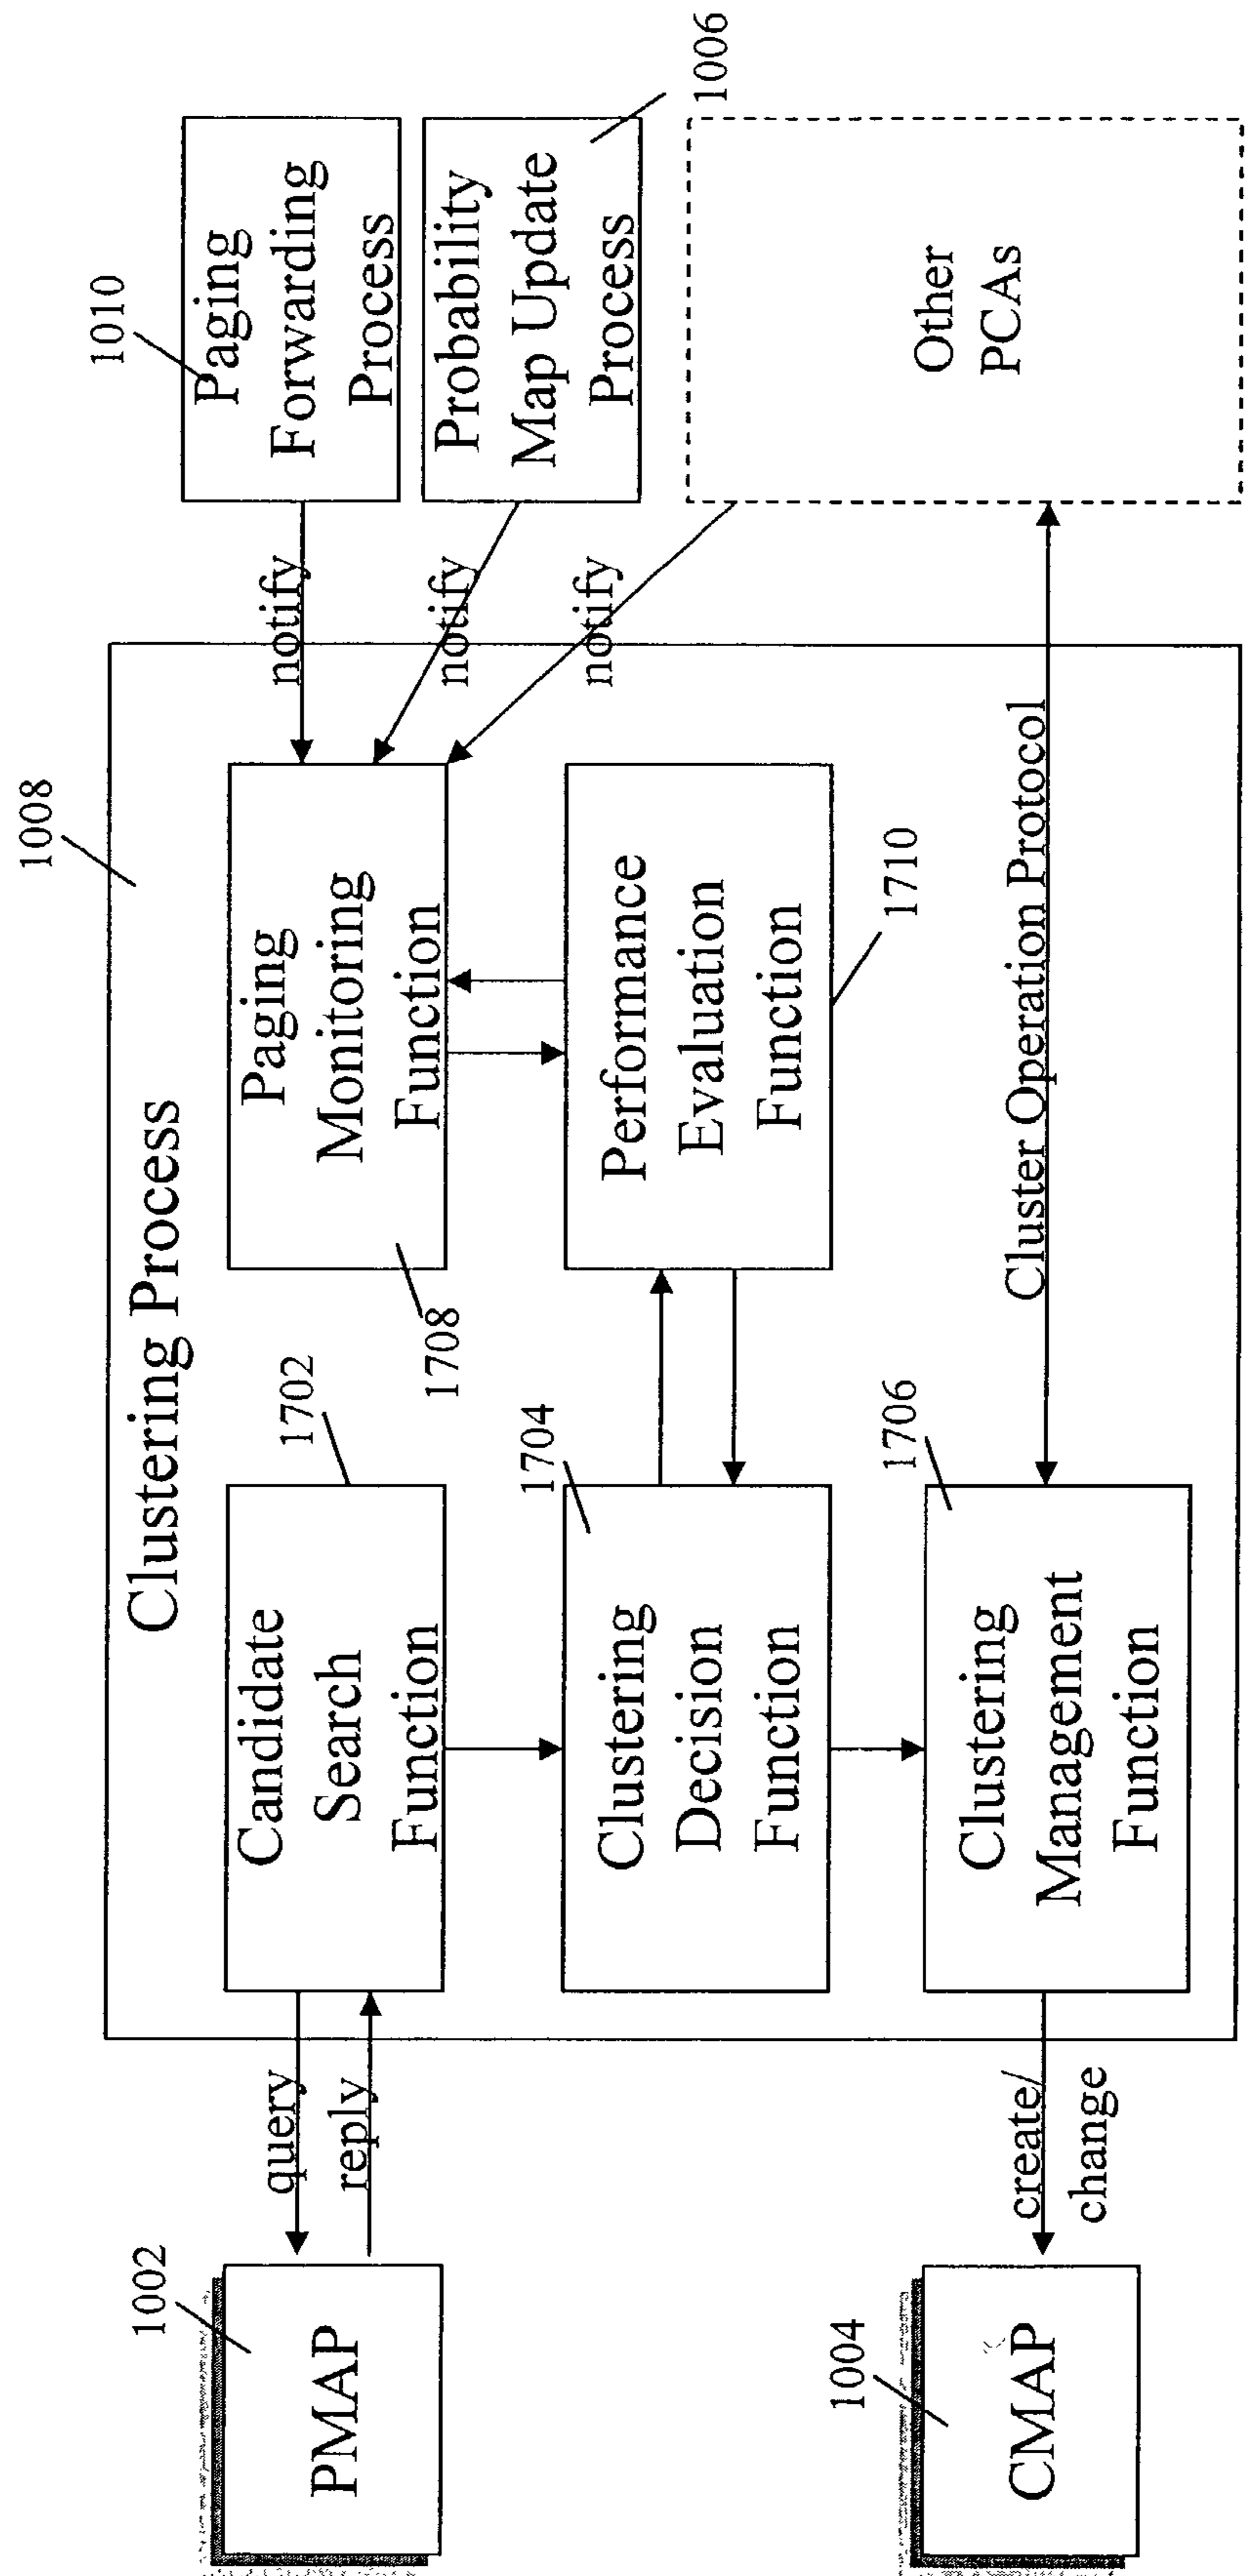 Clustering Process
1008
PMAP
1002
query
reply
Candidate
Search
Function
1702
Paging
Monitoring
Function
1708
notify
notify
notify
Paging
Forwarding
Process
1010
Probability
Map Update
Process
1006
Clustering
Decision
Function
1704
Performance
Evaluation
Function
1710
Other
PCAs
CMAP
1004
create/
change
Clustering
Management
Function
1706
Cluster Operation Protocol